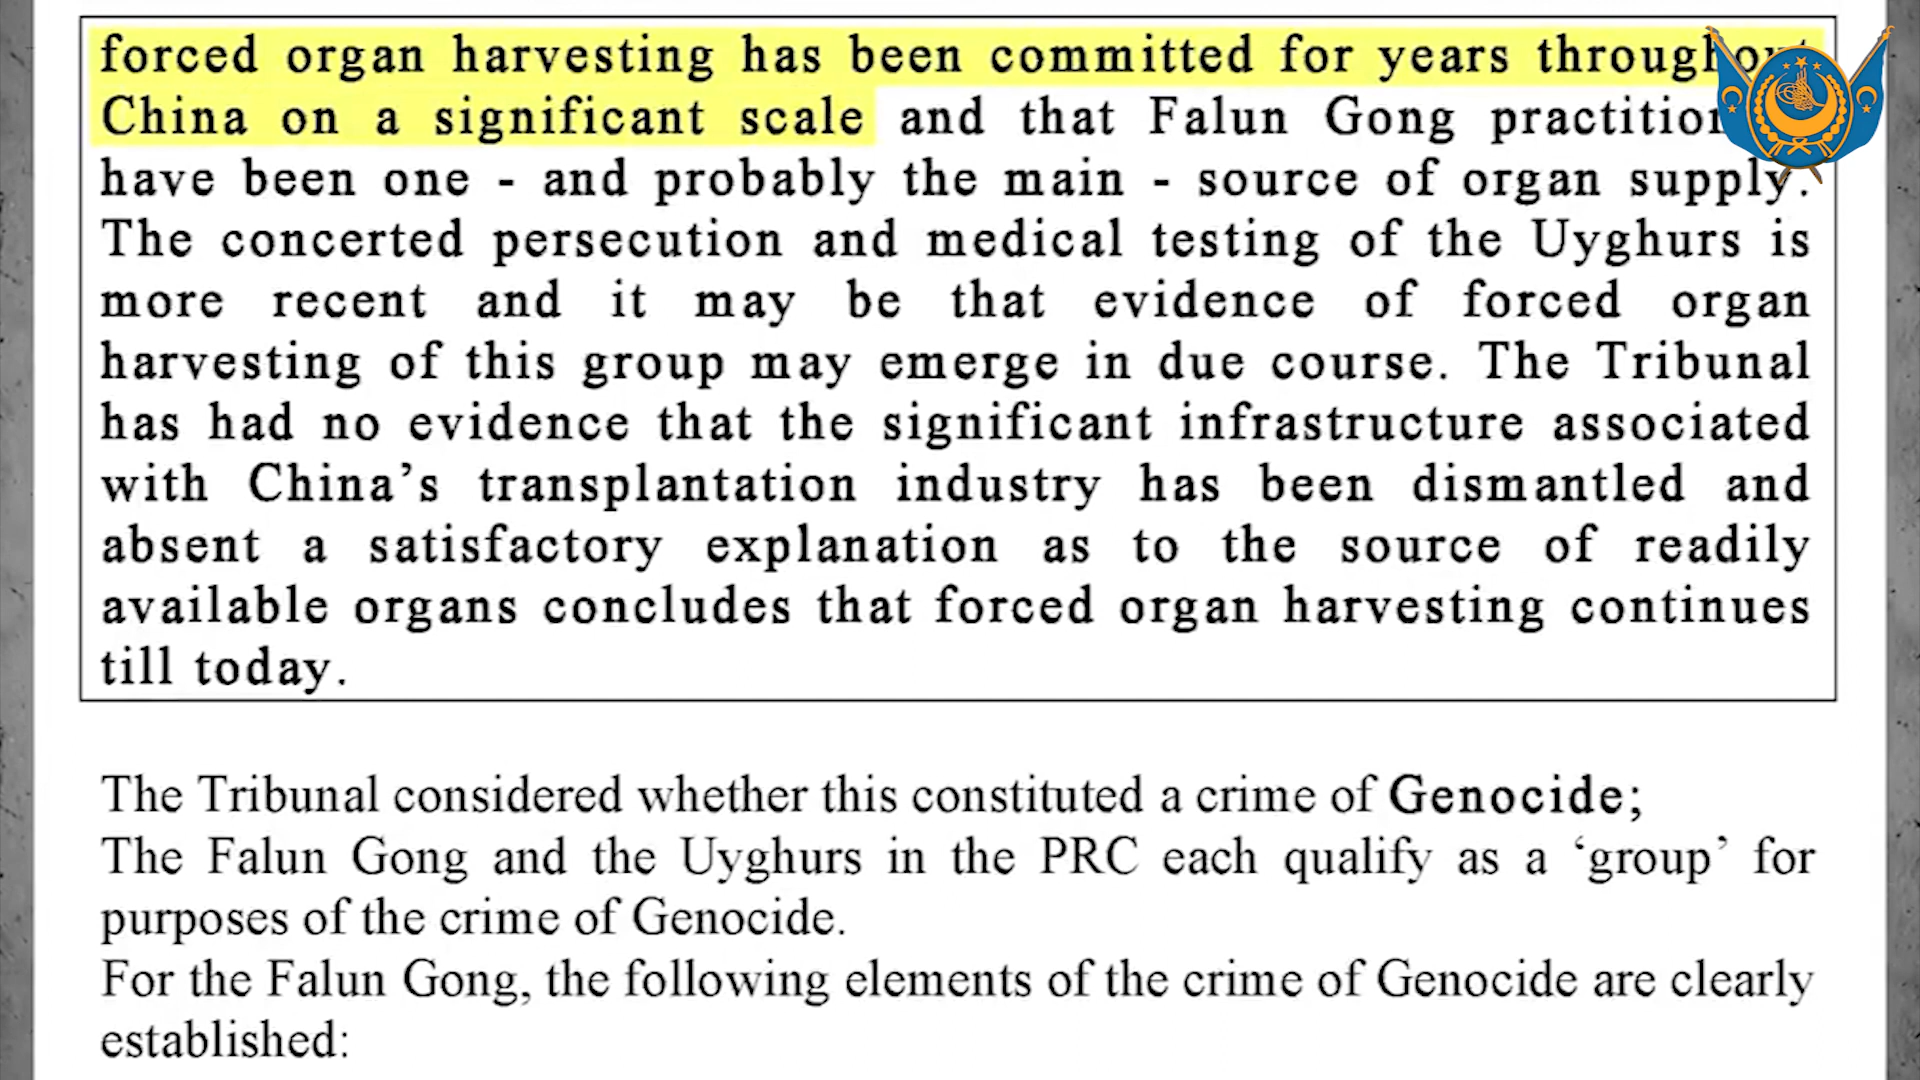 forced organ harvesting has been committed for years throughout
China on a significant scale and that Falun Gong
have been one - and probably the main - source of organ supply.
The concerted persecution and medical testing of the Uyghurs is
more recent and it may be that evidence of forced organ
harvesting of this group may emerge in due course. The Tribunal
has had no evidence that the significant infrastructure associated
with China’s transplantation industry has been dismantled and
absent a satisfactory explanation as to the source of readily
available organs concludes that forced organ harvesting continues
till today.
The Tribunal considered whether this constituted a crime of Genocide;
The Falun Gong and the Uyghurs in the PRC each qualify as a ‘group’ for
purposes of the crime of Genocide.
For the Falun Gong, the following elements of the crime of Genocide are clearly
established: